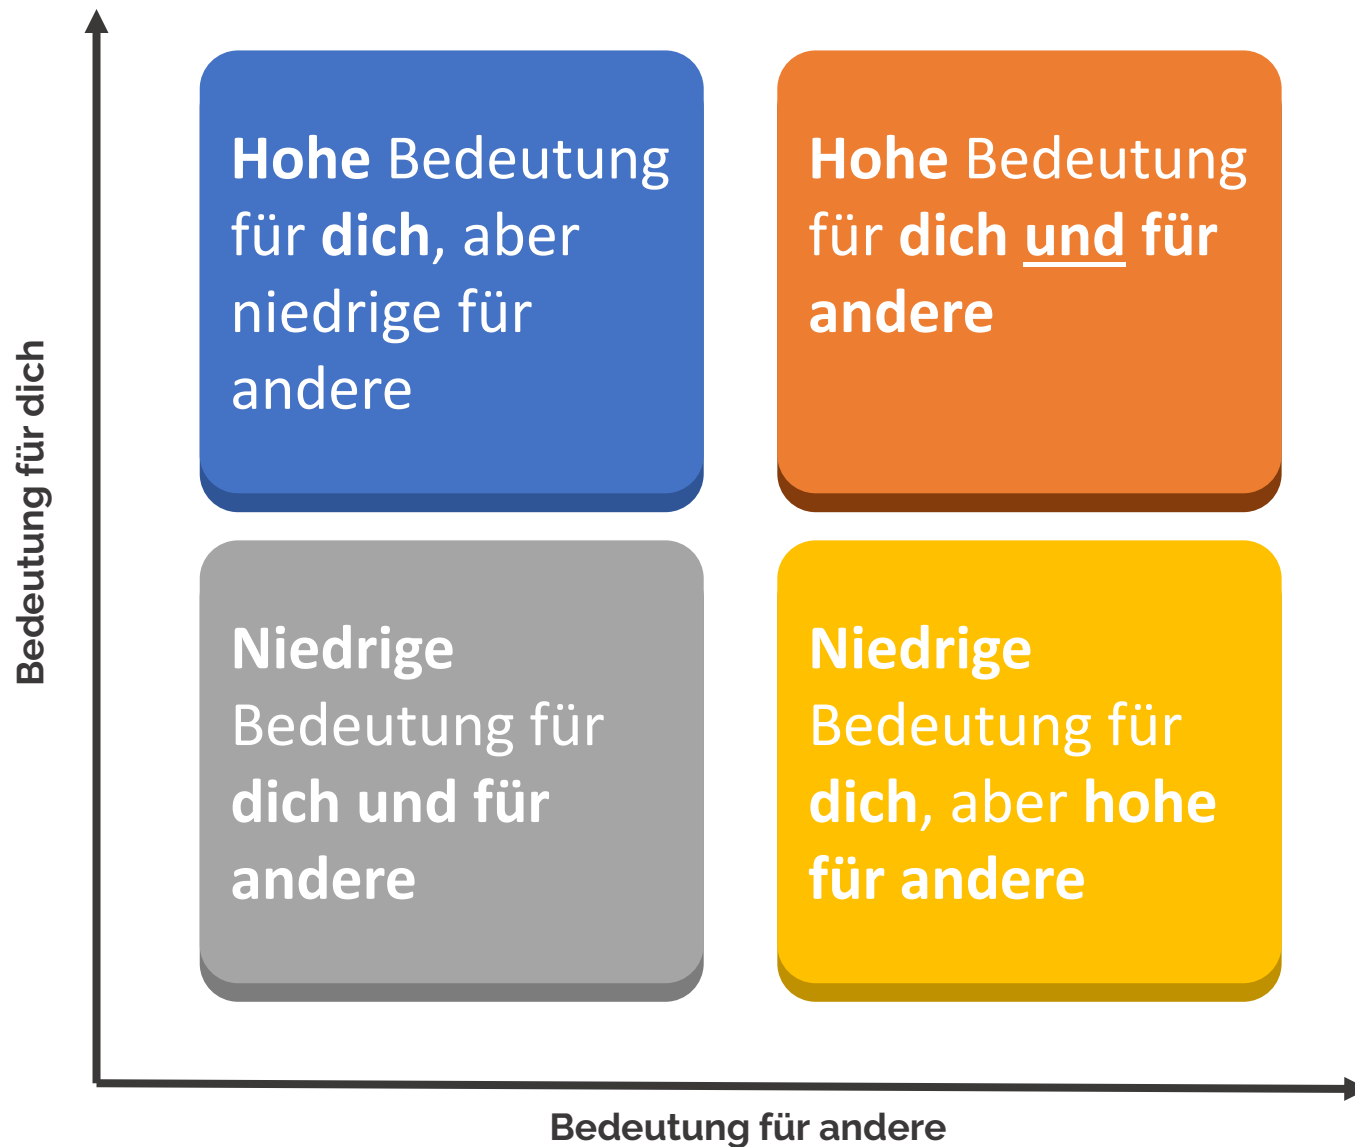 Bedeutung für dich
Hohe Bedeutung
für dich, aber
niedrige für
andere
Hohe Bedeutung
für dich und für
andere
Niedrige
Bedeutung für
dich und für
andere
Niedrige
Bedeutung für
dich, aber hohe
für andere
Bedeutung für andere